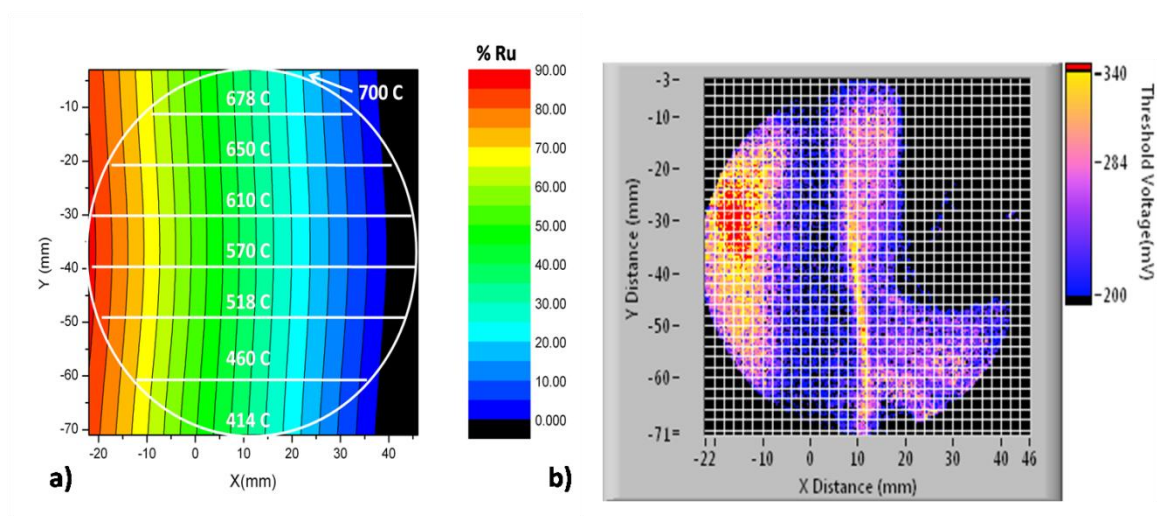 % Ru
90.00
80.00
70.00
60.00
50.00
40.00
30.00
20.00
10.00
0.000
700 C
678 C
650 C
610 C
570 C
518 C
460 C
414 C
-10
-20
-30
-40
-50
-60
-70
Y (mm)
-20 -10 0 10 20 30 40
X(mm)
a)
-3
-10
-20
-30
-40
-50
-60
-71
Y Distance (mm)
-22 -10 0 10 20 30 40 46
X Distance (mm)
340
284
200
Threshold Voltage(mV)
b)